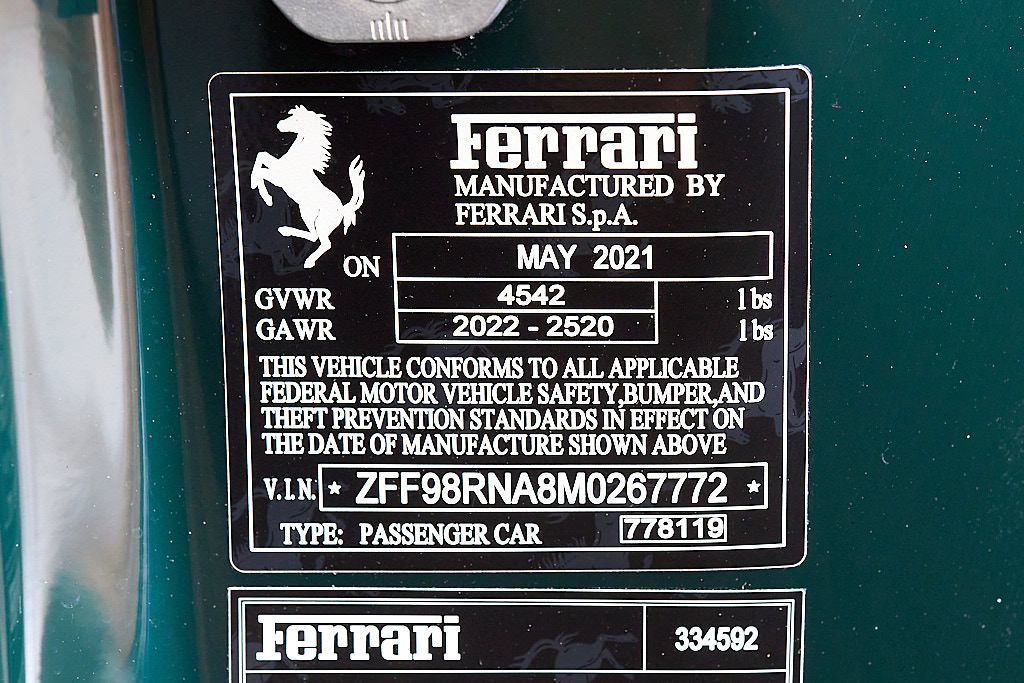 Ferrari
MANUFACTURED BY
FERRARI S.p.A.
ON MAY 2021
GVWR 4542 lbs
GAWR 2022 - 2520 lbs
THIS VEHICLE CONFORMS TO ALL APPLICABLE
FEDERAL MOTOR VEHICLE SAFETY,BUMPER,AND
THEFT PREVENTION STANDARDS IN EFFECT ON
THE DATE OF MANUFACTURE SHOWN ABOVE
V.I.N. * ZFF98RNA8M0267772 *
TYPE: PASSENGER CAR 778119
Ferrari 334592